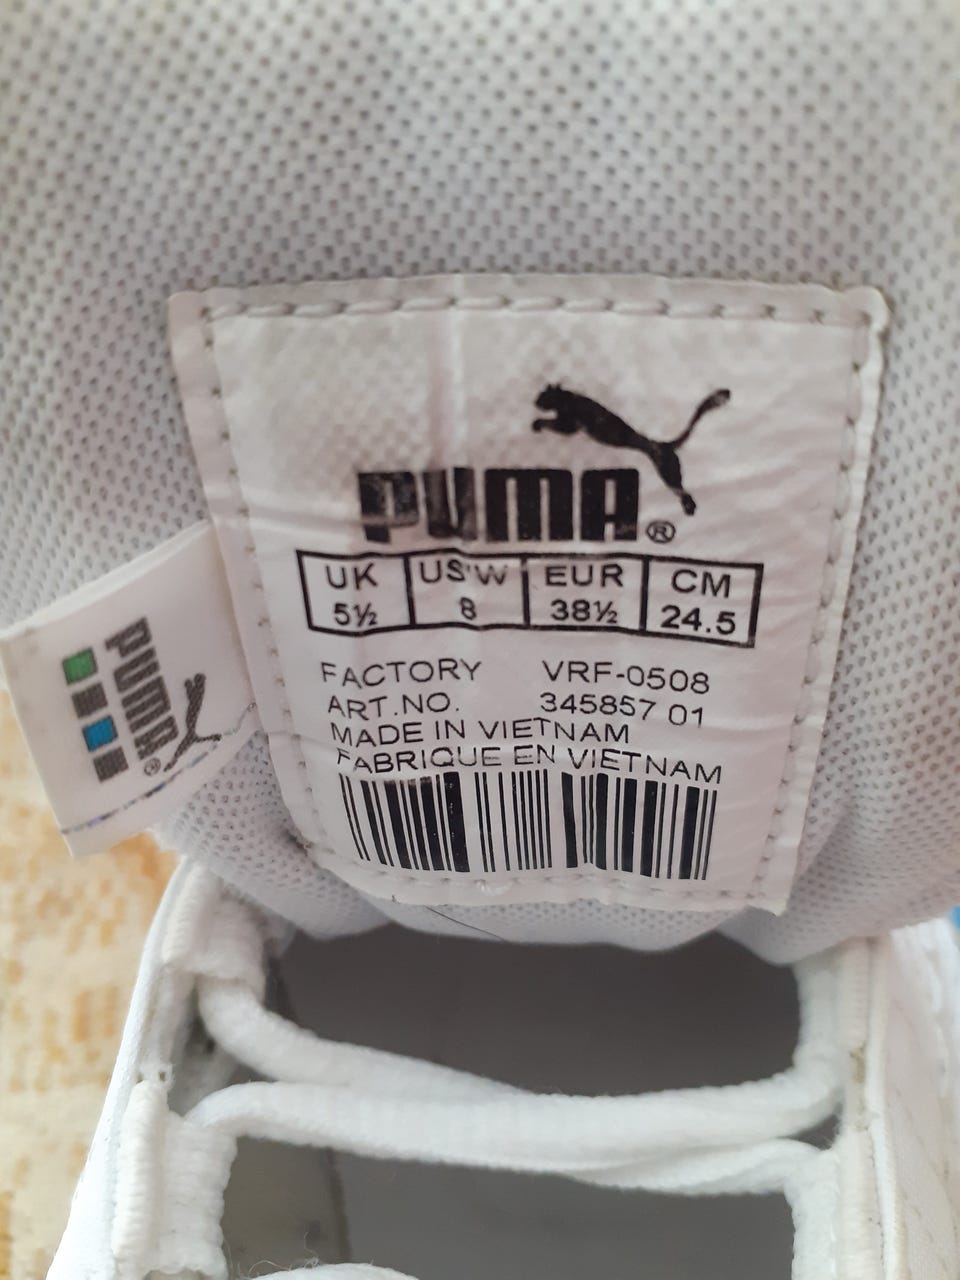 PUMA®
UK US'W EUR CM
5½ 8 38½ 24.5
FACTORY VRF-0508
ART.NO. 345857 01
MADE IN VIETNAM
FABRIQUE EN VIETNAM
PUMA®